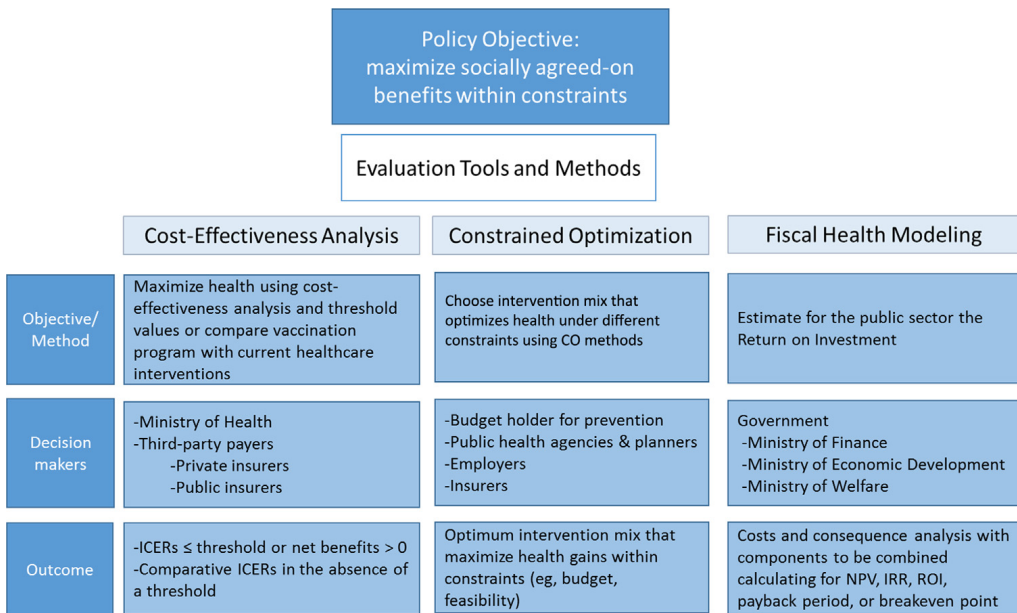 Policy Objective:
maximize socially agreed-on
benefits within constraints
Evaluation Tools and Methods
Cost-Effectiveness Analysis
Constrained Optimization
Fiscal Health Modeling
Objective/
Method
Maximize health using cost-
effectiveness analysis and threshold
values or compare vaccination
program with current healthcare
interventions
Choose intervention mix that
optimizes health under different
constraints using CO methods
Estimate for the public sector the
Return on Investment
Decision
makers
-Ministry of Health
-Third-party payers
-Private insurers
-Public insurers
-Budget holder for prevention
-Public health agencies & planners
-Employers
-Insurers
Government
-Ministry of Finance
-Ministry of Economic Development
-Ministry of Welfare
Outcome
-ICERs ≤ threshold or net benefits > 0
-Comparative ICERs in the absence of
a threshold
Optimum intervention mix that
maximize health gains within
constraints (eg, budget,
feasibility)
Costs and consequence analysis with
components to be combined
calculating for NPV, IRR, ROI,
payback period, or breakeven point